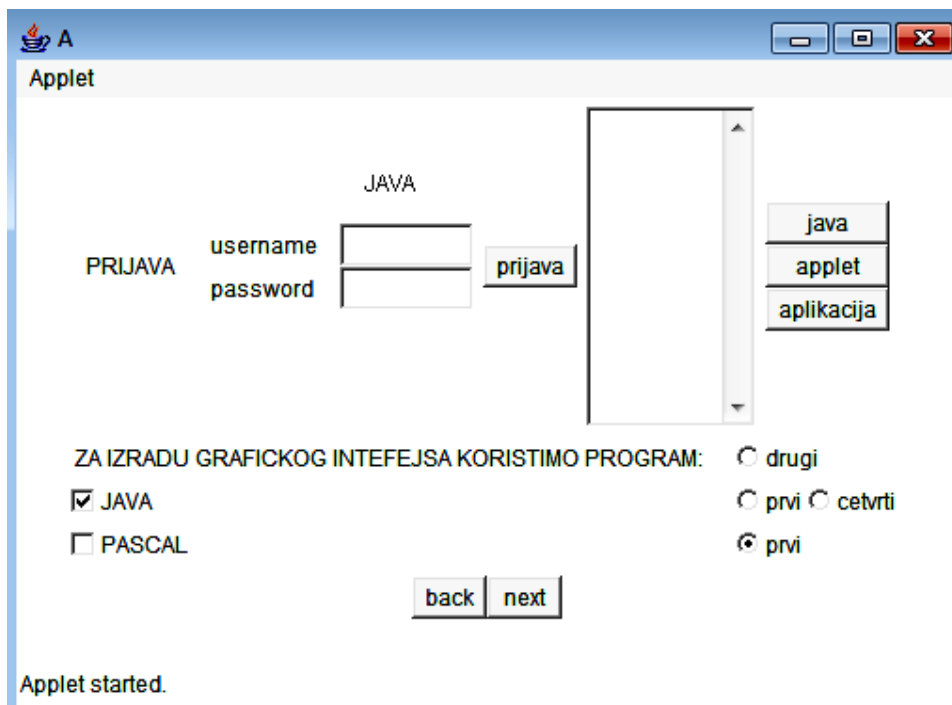 A
Applet
JAVA
java
username
PRIJAVA
prijava
applet
password
aplikacija
ZA IZRADU GRAFICKOG INTEFEJSA KORISTIMO PROGRAM:
drugi
JAVA
prvi cetvrti
PASCAL
prvi
back next
Applet started.